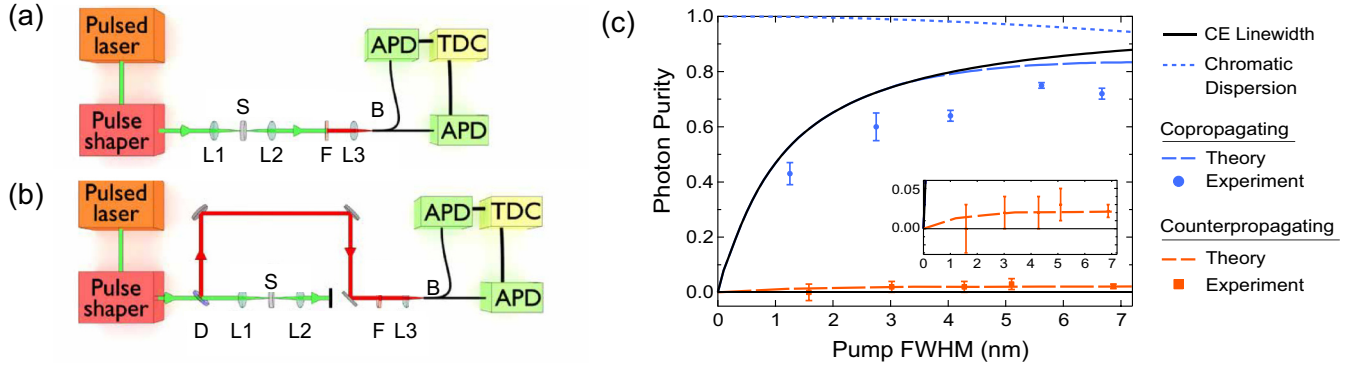 (a)
Pulsed
laser
Pulse
shaper
L1
S
L2
F
L3
B
APD
TDC
APD
(b)
Pulsed
laser
Pulse
shaper
D
L1
S
L2
F
L3
B
APD
TDC
APD
(c)
Photon Purity
1.0
0.8
0.6
0.4
0.2
0.0
0 1 2 3 4 5 6 7
Pump FWHM (nm)
0.05
0.00
0 1 2 3 4 5 6 7
CE Linewidth
Chromatic
Dispersion
Copropagating
Theory
Experiment
Counterpropagating
Theory
Experiment